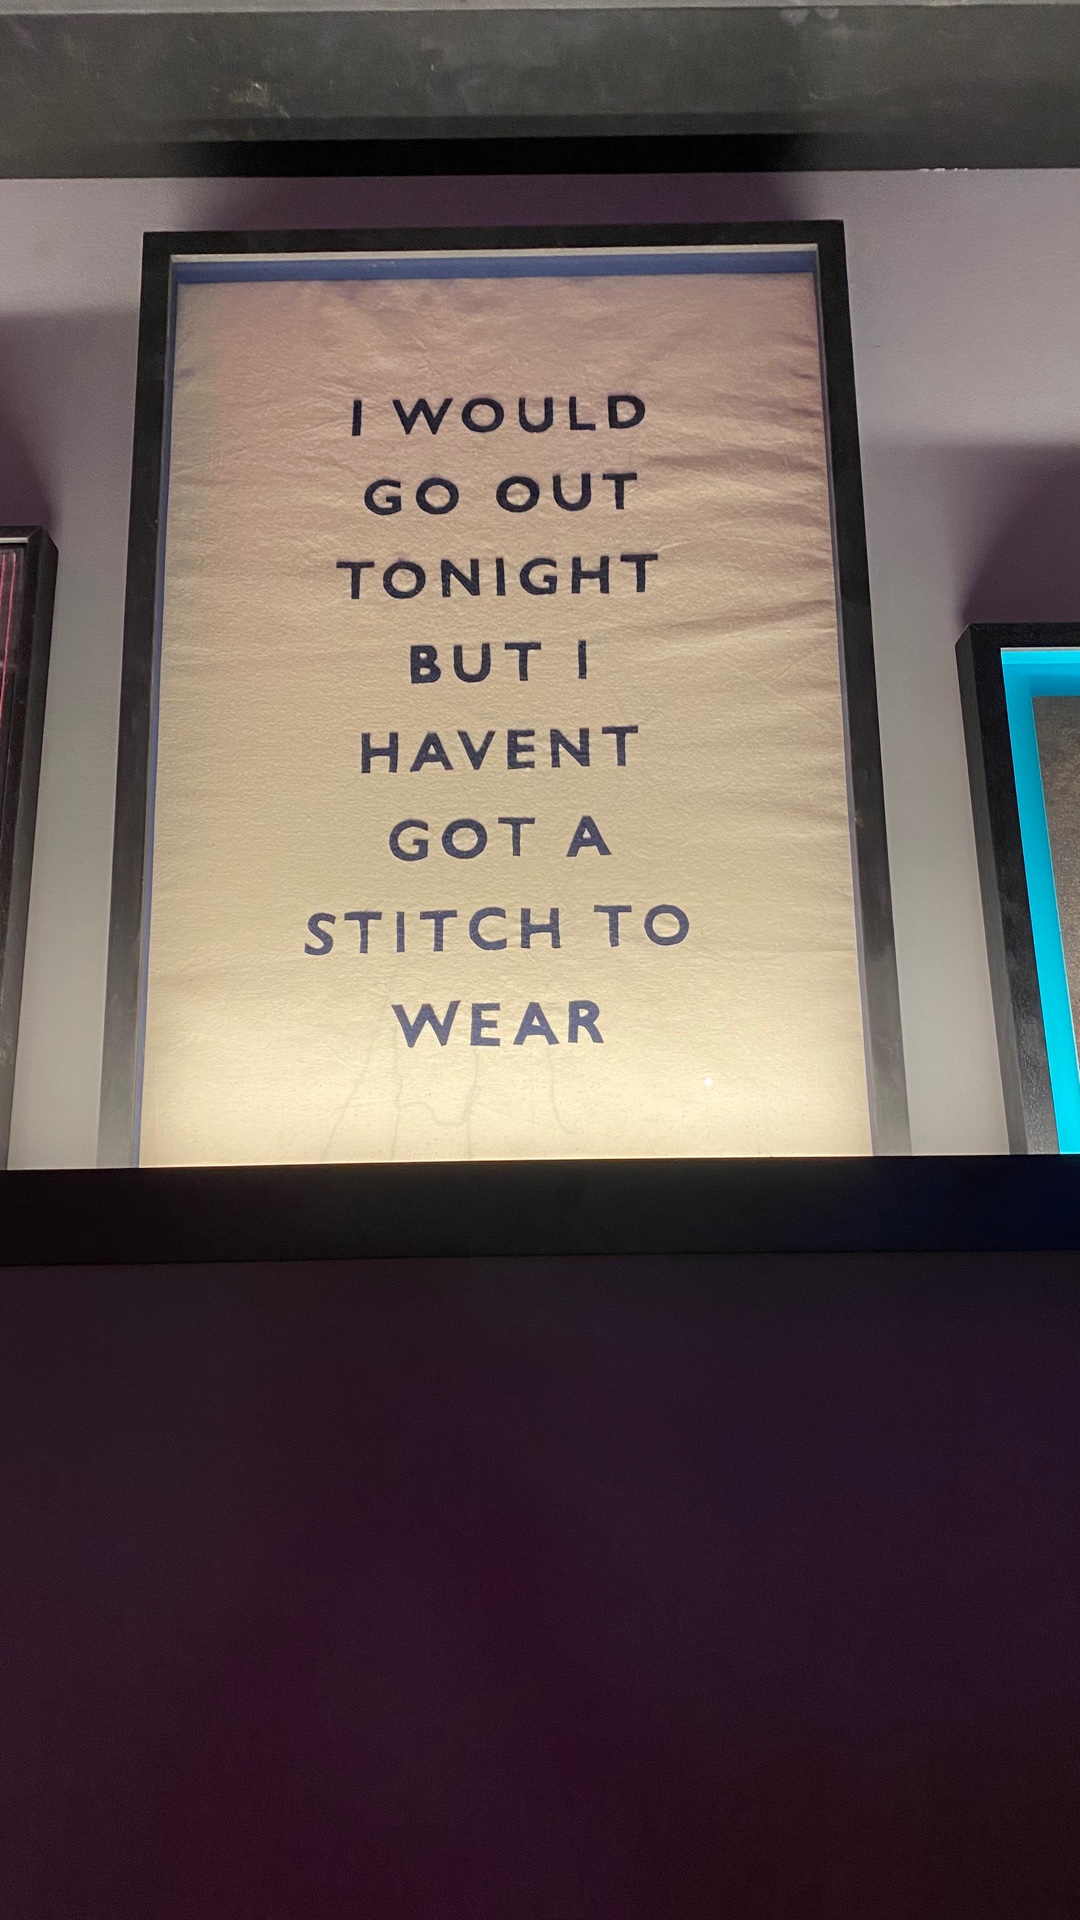 I WOULD
GO OUT
TONIGHT
BUT I
HAVENT
GOT A
STITCH TO
WEAR